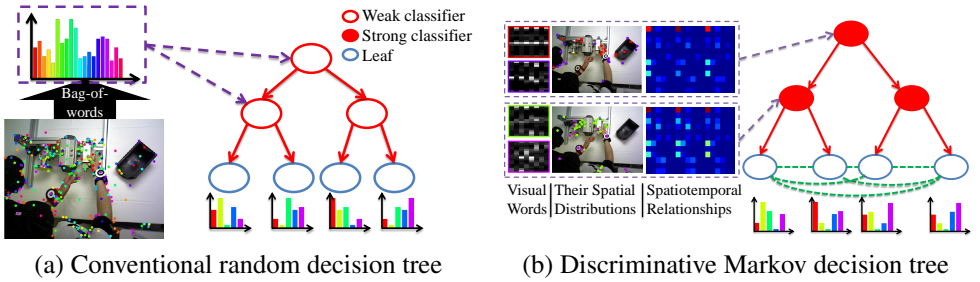 Weak classifier
Strong classifier
Leaf
Bag-of-
words
Visual
Words
Their Spatial
Distributions
Spatiotemporal
Relationships
(a) Conventional random decision tree
(b) Discriminative Markov decision tree